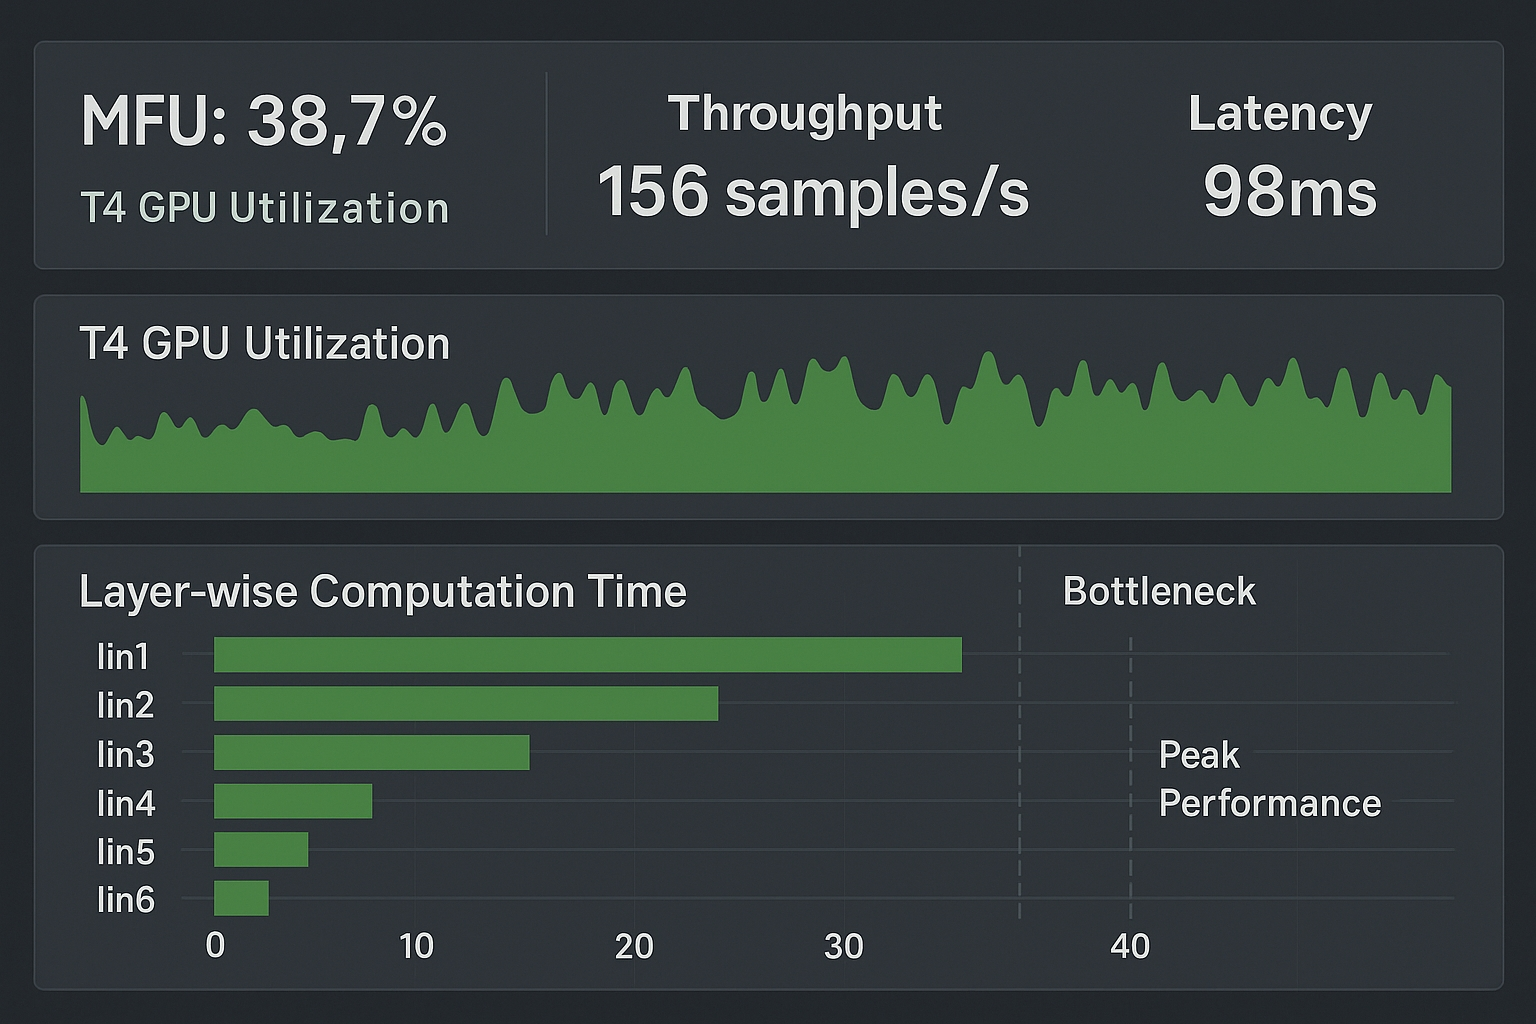 MFU: 38,7%
T4 GPU Utilization
Throughput
156 samples/s
Latency
98ms
T4 GPU Utilization
Layer-wise Computation Time
Bottleneck
lin1
lin2
lin3
Peak
lin4
Performance
lin5
lin6
0 10 20 30 40